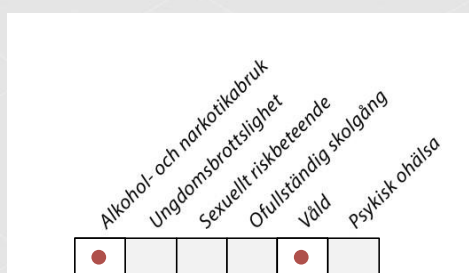 Alkohol- och narkotikabruk
Ungdomsbrottslighet
Sexuellt riskbeteende
Ofullständig skolgång
Våld
Psykisk ohälsa